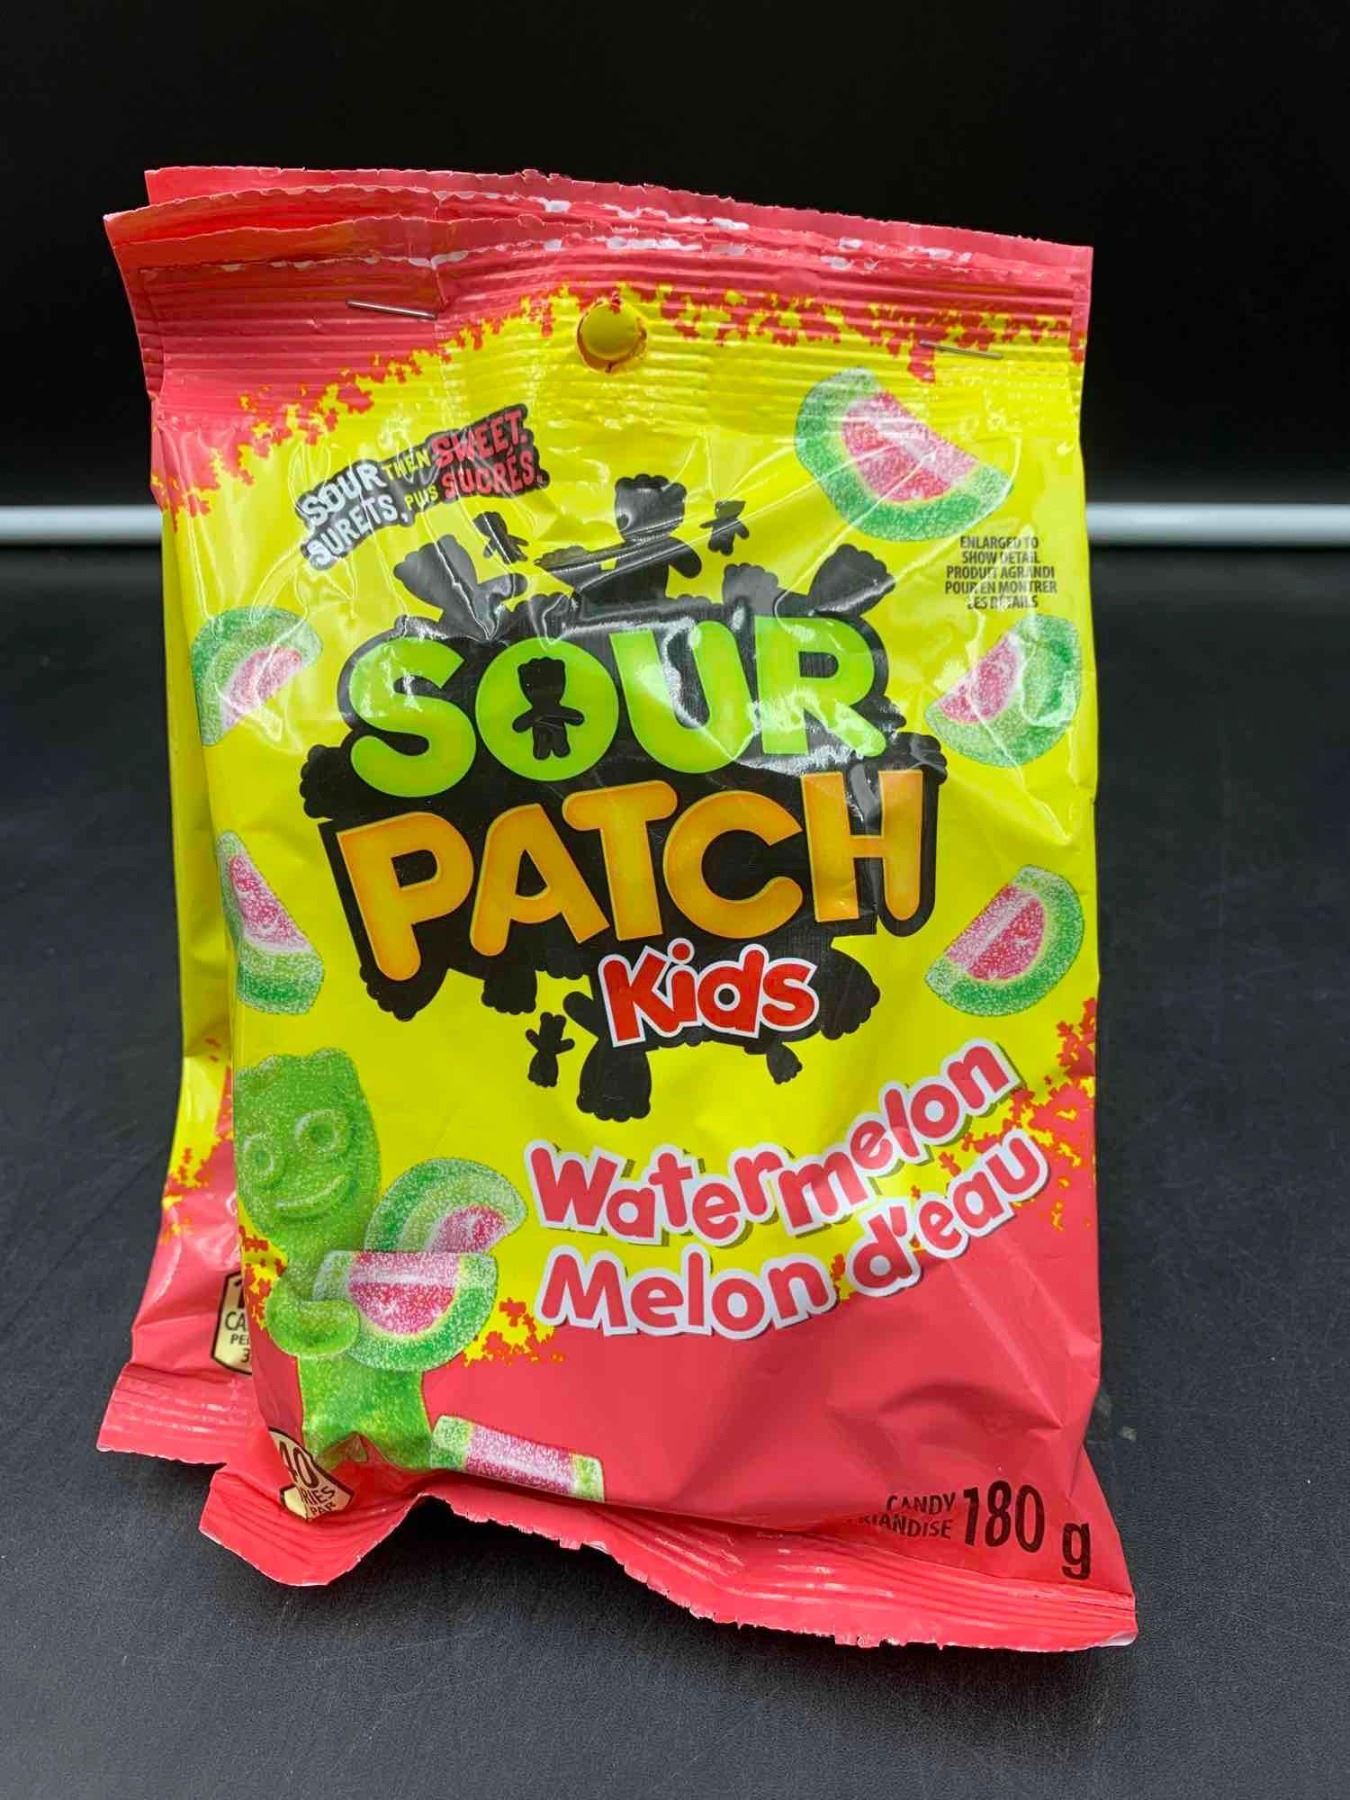 SOUR THEN SWEET.
SURETS, PUIS SUCRÉS.
ENLARGED TO
SHOW DETAIL
PRODUIT AGRANDI
POUR EN MONTRER
LES DÉTAILS
SOUR
PATCH
Kids
Watermelon
Melon d'eau
CANDY
180 g